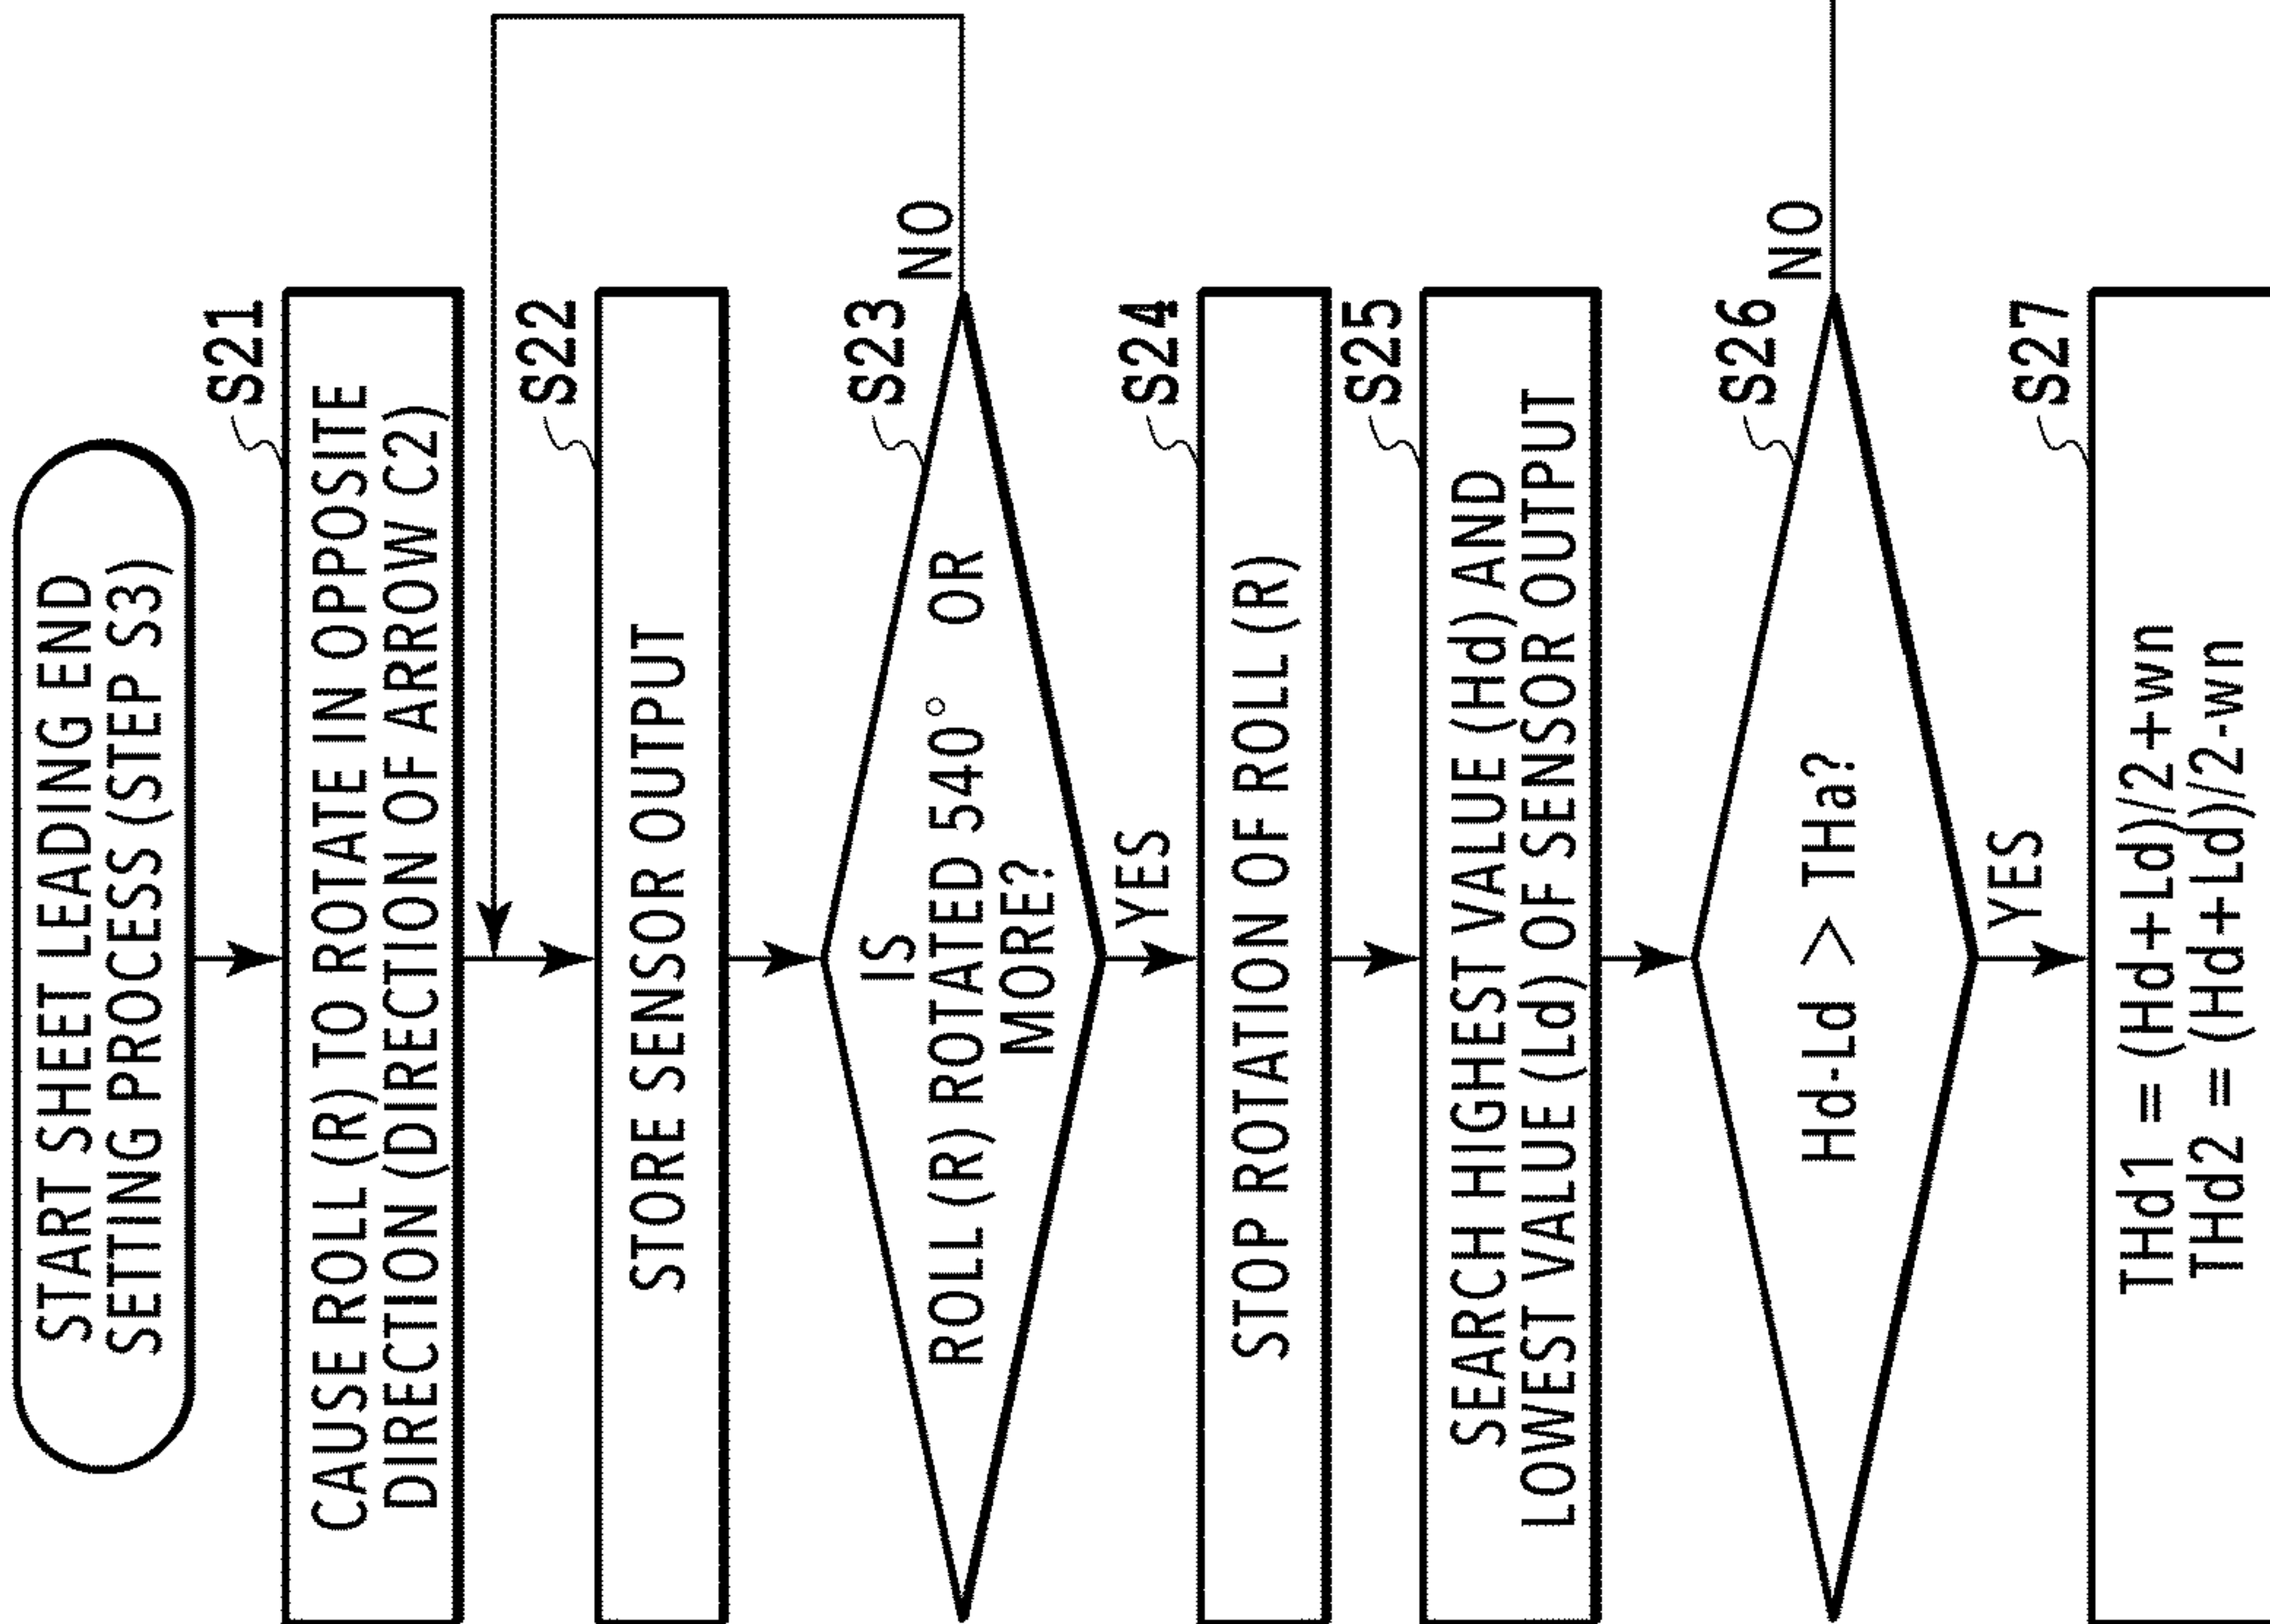 START SHEET LEADING END
SETTING PROCESS (STEP S3)
S21
CAUSE ROLL (R) TO ROTATE IN OPPOSITE
DIRECTION (DIRECTION OF ARROW C2)
S22
STORE SENSOR OUTPUT
S23
IS
ROLL (R) ROTATED 540° OR
MORE?
NO
YES
S24
STOP ROTATION OF ROLL (R)
S25
SEARCH HIGHEST VALUE (Hd) AND
LOWEST VALUE (Ld) OF SENSOR OUTPUT
S26
Hd-Ld > THa?
NO
YES
S27
THd1 = (Hd+Ld)/2+wn
THd2 = (Hd+Ld)/2-wn